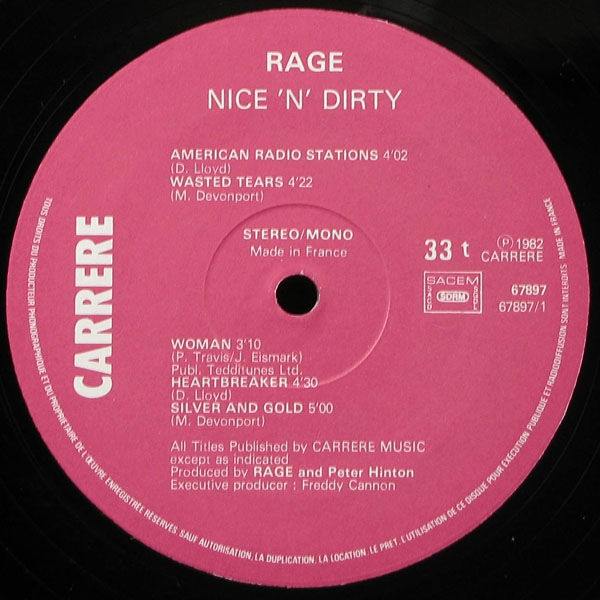 RAGE
NICE 'N' DIRTY
AMERICAN RADIO STATIONS 4'02
(D. Lloyd)
WASTED TEARS 4'22
(M. Devonport)
STEREO/MONO
Made in France
33 t
℗ 1982
CARRERE
SACEM
SACD
SDRM
SGDL
67897
67897/1
CARRERE
WOMAN 3'10
(P. Travis/J. Eismark)
Publ. Tedditunes Ltd.
HEARTBREAKER 4'30
(D. Lloyd)
SILVER AND GOLD 5'00
(M. Devonport)
All Titles Published by CARRERE MUSIC
except as indicated
Produced by RAGE and Peter Hinton
Executive producer : Freddy Cannon
TOUS DROITS DU PRODUCTEUR PHONOGRAPHIQUE ET DU PROPRIETAIRE DE L'ŒUVRE ENREGISTREE RESERVES. SAUF AUTORISATION, LA DUPLICATION, LA LOCATION, LE PRET, L'UTILISATION DE CE DISQUE POUR EXECUTION PUBLIQUE ET RADIODIFFUSION SONT INTERDITS. MADE IN FRANCE